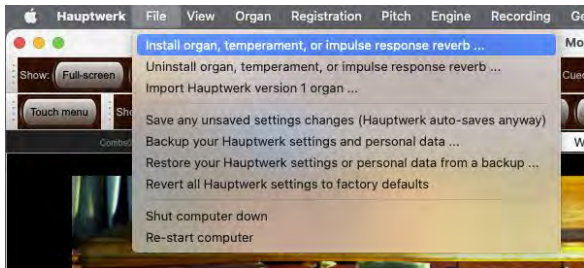 Hauptwerk File View Organ Registration Pitch Engine Recording
Install organ, temperament, or impulse response reverb ...
Show: Full-screen
Uninstall organ, temperament, or impulse response reverb ...
Import Hauptwerk version 1 organ ...
Touch menu
Save any unsaved settings changes (Hauptwerk auto-saves anyway)
Backup your Hauptwerk settings and personal data ...
Restore your Hauptwerk settings or personal data from a backup ...
Revert all Hauptwerk settings to factory defaults
Shut computer down
Re-start computer